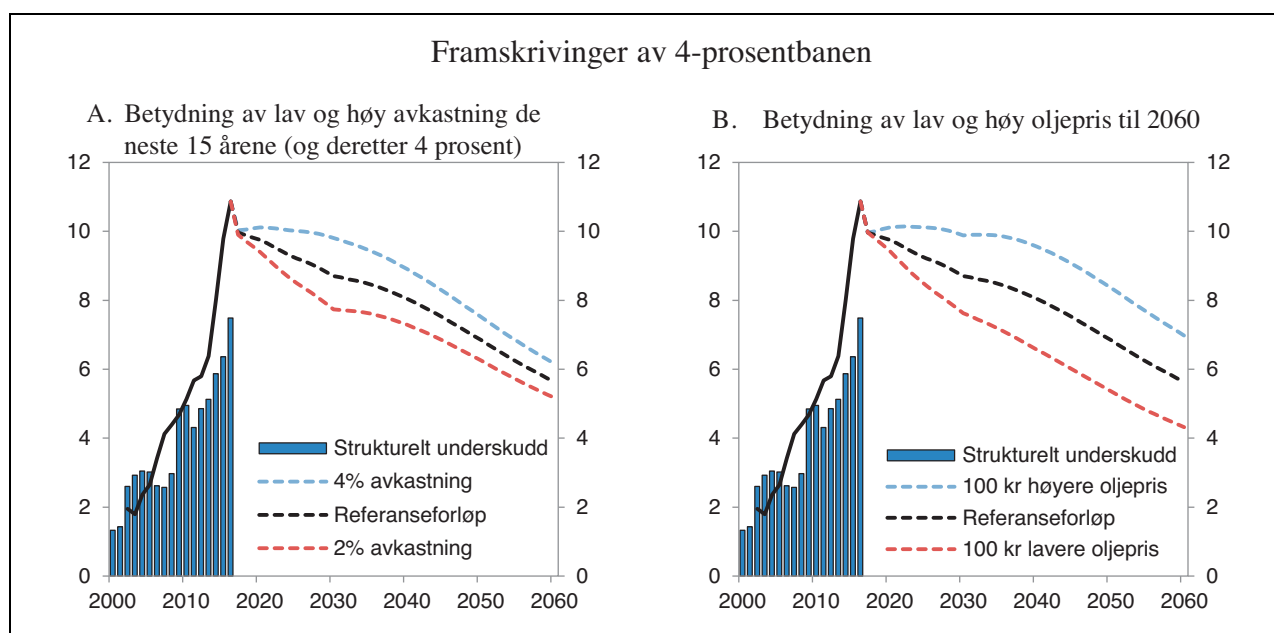 Framskrivinger av 4-prosentbanen
A. Betydning av lav og høy avkastning de
neste 15 årene (og deretter 4 prosent)
12 12
10 10
8 8
6 6
4 4
2 2
0 0
Strukturelt underskudd
4% avkastning
Referanseforløp
2% avkastning
2000 2010 2020 2030 2040 2050 2060
B. Betydning av lav og høy oljepris til 2060
12 12
10 10
8 8
6 6
4 4
2 2
0 0
Strukturelt underskudd
100 kr høyere oljepris
Referanseforløp
100 kr lavere oljepris
2000 2010 2020 2030 2040 2050 2060